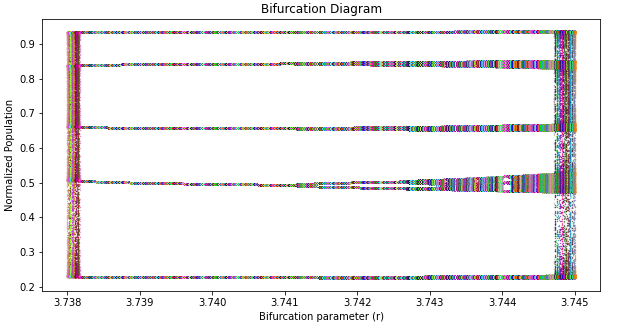 Bifurcation Diagram
Normalized Population
0.9
0.8
0.7
0.6
0.5
0.4
0.3
0.2
3.738 3.739 3.740 3.741 3.742 3.743 3.744 3.745
Bifurcation parameter (r)